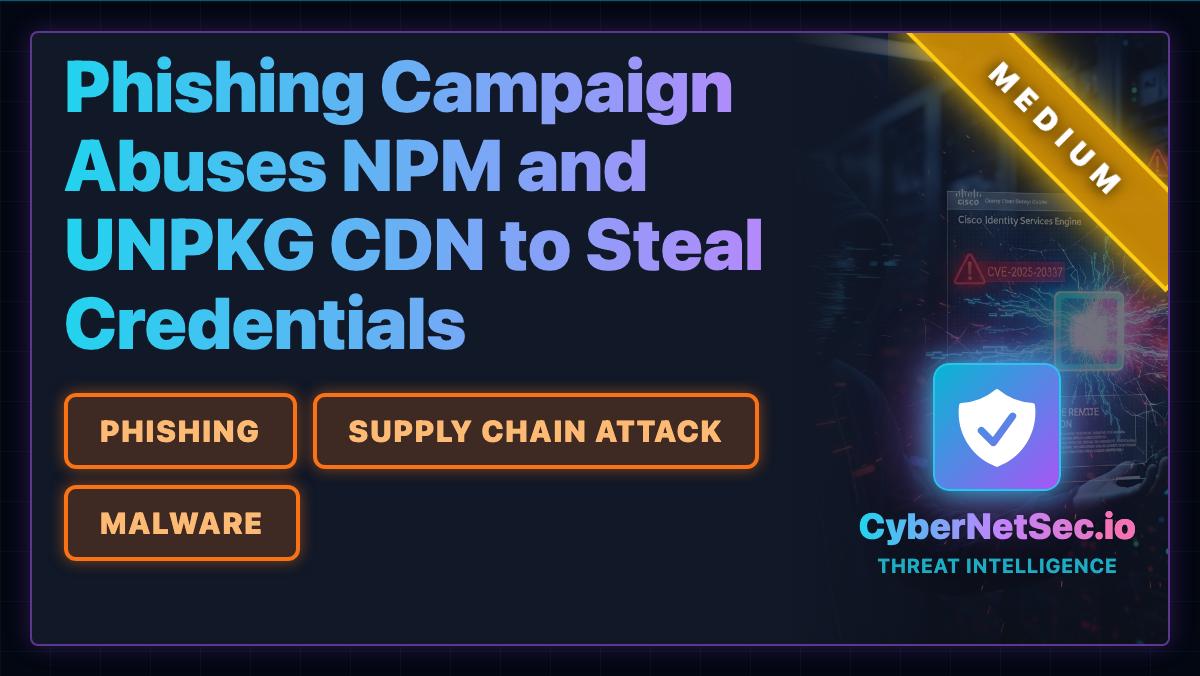 Phishing Campaign
Abuses NPM and
UNPKG CDN to Steal
Credentials
PHISHING
SUPPLY CHAIN ATTACK
MALWARE
MEDIUM
cisco
Cisco Identity Services Engine
CVE-2025-20337
CyberNetSec.io
THREAT INTELLIGENCE